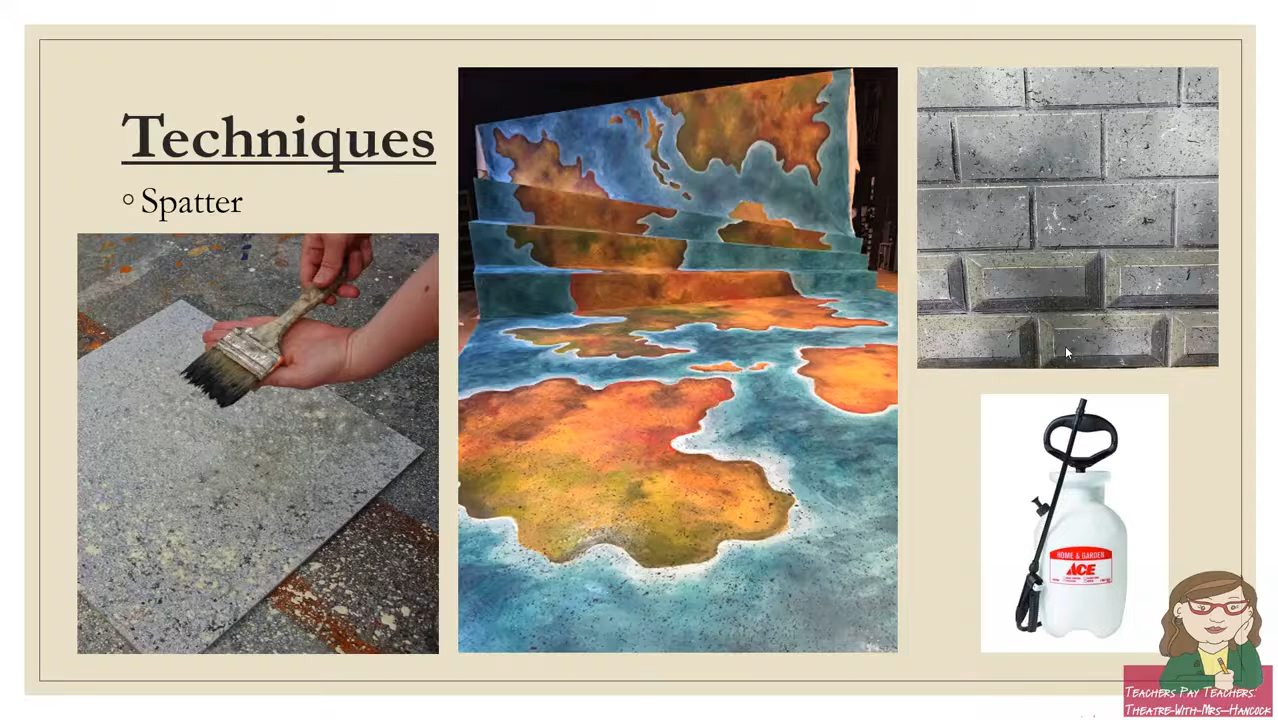 Techniques
Spatter
HOME & GARDEN
ACE
TEACHERS PAY TEACHERS:
THEATRE-WITH-MRS-HANCOCK